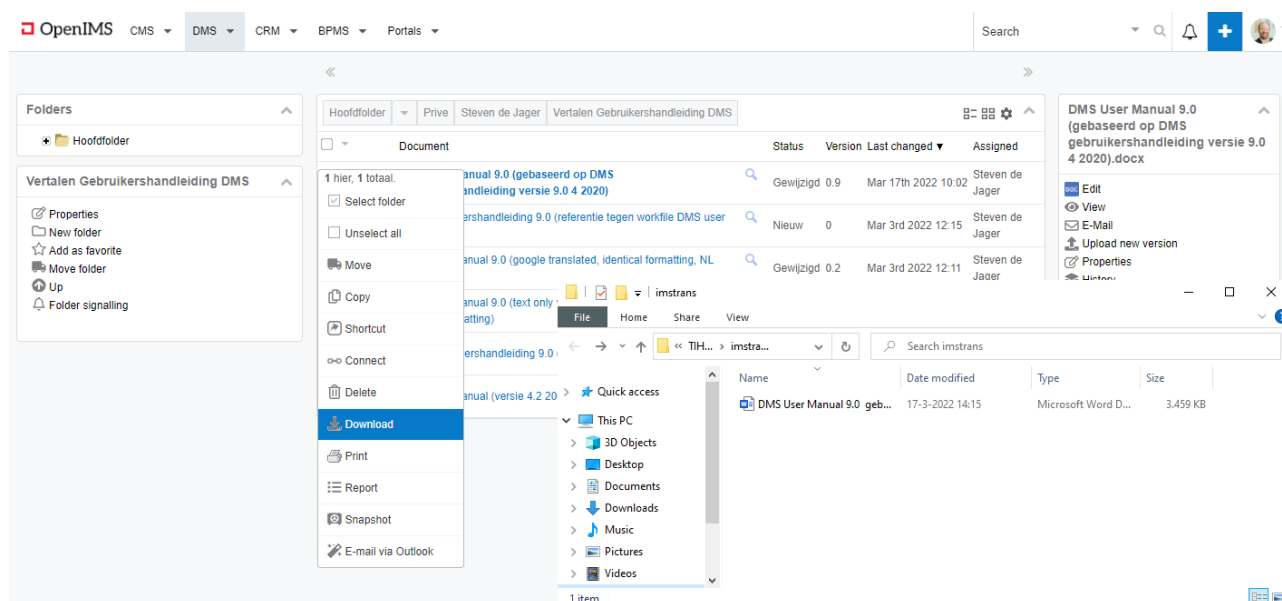 OpenIMS CMS DMS CRM BPMS Portals Search
Folders
Hoofdfolder
Vertalen Gebruikershandleiding DMS
Properties
New folder
Add as favorite
Move folder
Up
Folder signalling
Hoofdfolder Prive Steven de Jager Vertalen Gebruikershandleiding DMS
Document Status Version Last changed ▼ Assigned
1 hier, 1 totaal.
Select folder
Unselect all
Move
Copy
Shortcut
Connect
Delete
Download
Print
Report
Snapshot
E-mail via Outlook
anual 9.0 (gebaseerd op DMS
andleiding versie 9.0 4 2020)
Gewijzigd 0.9 Mar 17th 2022 10:02 Steven de
Jager
ershandleiding 9.0 (referentie tegen workfile DMS user
Nieuw 0 Mar 3rd 2022 12:15 Steven de
Jager
anual 9.0 (google translated, identical formatting, NL
Gewijzigd 0.2 Mar 3rd 2022 12:11 Steven de
Jager
anual 9.0 (text only
atting)
ershandleiding 9.0
anual (versie 4.2 20
DMS User Manual 9.0
(gebaseerd op DMS
gebruikershandleiding versie 9.0
4 2020).docx
Edit
View
E-Mail
Upload new version
Properties
History
imstrans
File Home Share View
« TIH... › imstra... Search imstrans
Quick access
This PC
3D Objects
Desktop
Documents
Downloads
Music
Pictures
Videos
Name Date modified Type Size
DMS User Manual 9.0 geb... 17-3-2022 14:15 Microsoft Word D... 3.459 KB
1 item